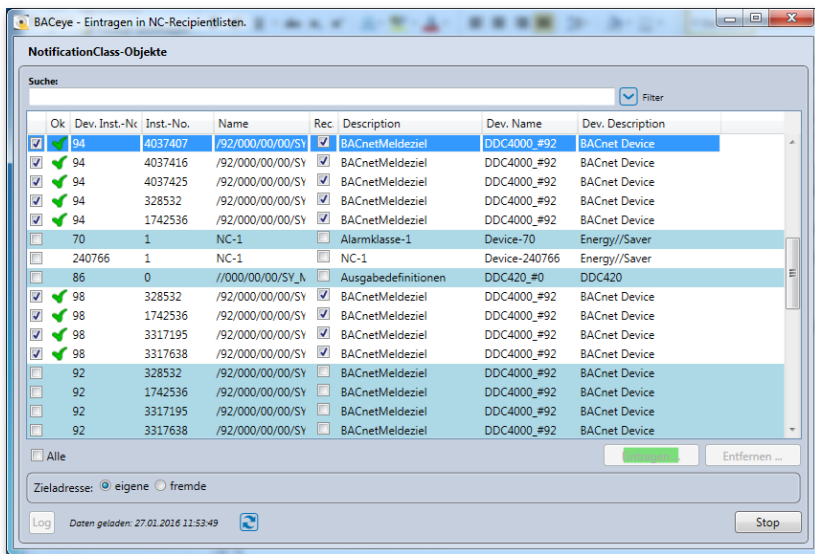 BACeye - Eintragen in NC-Recipientlisten.
NotificationClass-Objekte
Suche:
Filter
Ok Dev. Inst.-Nc Inst.-No. Name Rec. Description Dev. Name Dev. Description
94 4037407 /92/000/00/00/SY BACnetMeldeziel DDC4000_#92 BACnet Device
94 4037416 /92/000/00/00/SY BACnetMeldeziel DDC4000_#92 BACnet Device
94 4037425 /92/000/00/00/SY BACnetMeldeziel DDC4000_#92 BACnet Device
94 328532 /92/000/00/00/SY BACnetMeldeziel DDC4000_#92 BACnet Device
94 1742536 /92/000/00/00/SY BACnetMeldeziel DDC4000_#92 BACnet Device
70 1 NC-1 Alarmklasse-1 Device-70 Energy//Saver
240766 1 NC-1 NC-1 Device-240766 Energy//Saver
86 0 //000/00/00/SY_N Ausgabedefinitionen DDC420_#0 DDC420
98 328532 /92/000/00/00/SY BACnetMeldeziel DDC4000_#92 BACnet Device
98 1742536 /92/000/00/00/SY BACnetMeldeziel DDC4000_#92 BACnet Device
98 3317195 /92/000/00/00/SY BACnetMeldeziel DDC4000_#92 BACnet Device
98 3317638 /92/000/00/00/SY BACnetMeldeziel DDC4000_#92 BACnet Device
92 328532 /92/000/00/00/SY BACnetMeldeziel DDC4000_#92 BACnet Device
92 1742536 /92/000/00/00/SY BACnetMeldeziel DDC4000_#92 BACnet Device
92 3317195 /92/000/00/00/SY BACnetMeldeziel DDC4000_#92 BACnet Device
92 3317638 /92/000/00/00/SY BACnetMeldeziel DDC4000_#92 BACnet Device
Alle Eintragen ... Entfernen ...
Zieladresse: eigene fremde
Log Daten geladen: 27.01.2016 11:53:49 Stop